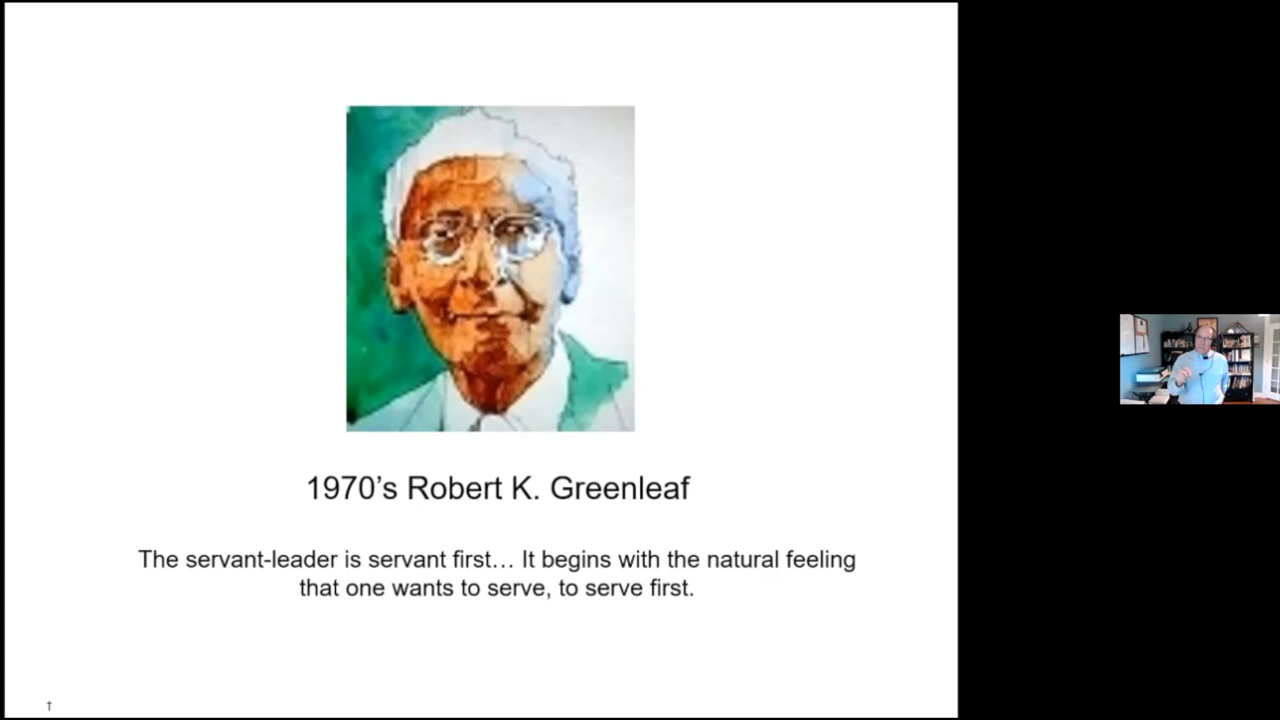 1970’s Robert K. Greenleaf
The servant-leader is servant first… It begins with the natural feeling
that one wants to serve, to serve first.
†